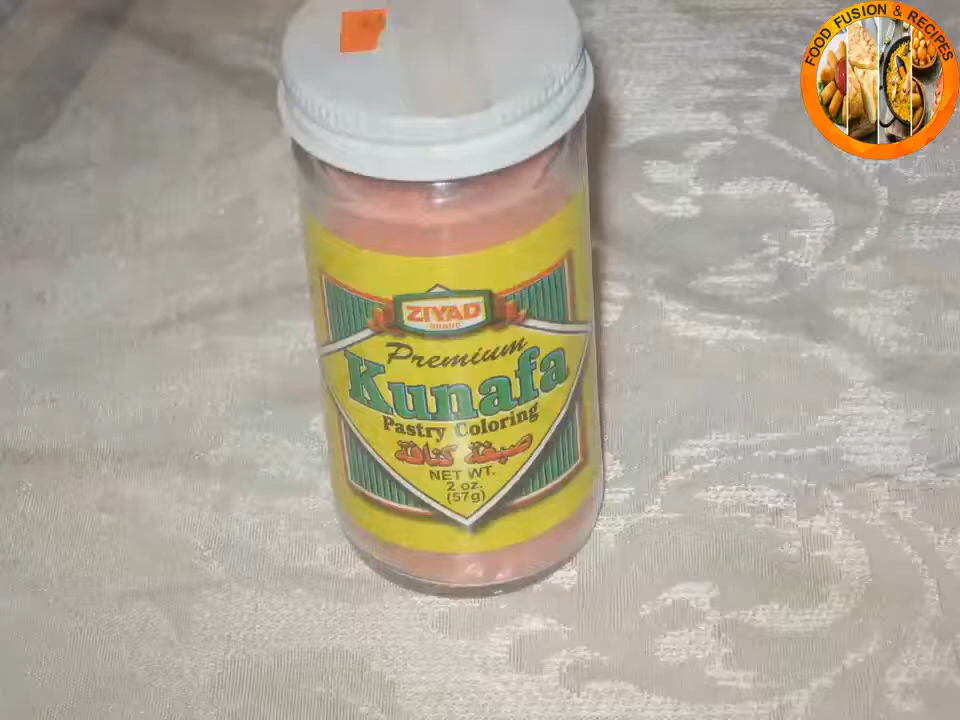 FOOD FUSION & RECIPES
ZIYAD
BRAND
Premium
Kunafa
Pastry Coloring
صبغة كنافة
NET WT.
2 oz.
(57g)